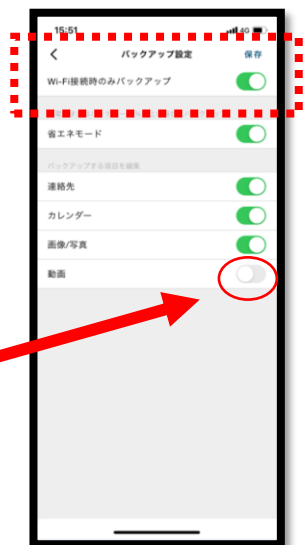 15:51
4G
バックアップ設定
保存
Wi-Fi接続時のみバックアップ
省エネモード
バックアップする項目を編集
連絡先
カレンダー
画像/写真
動画